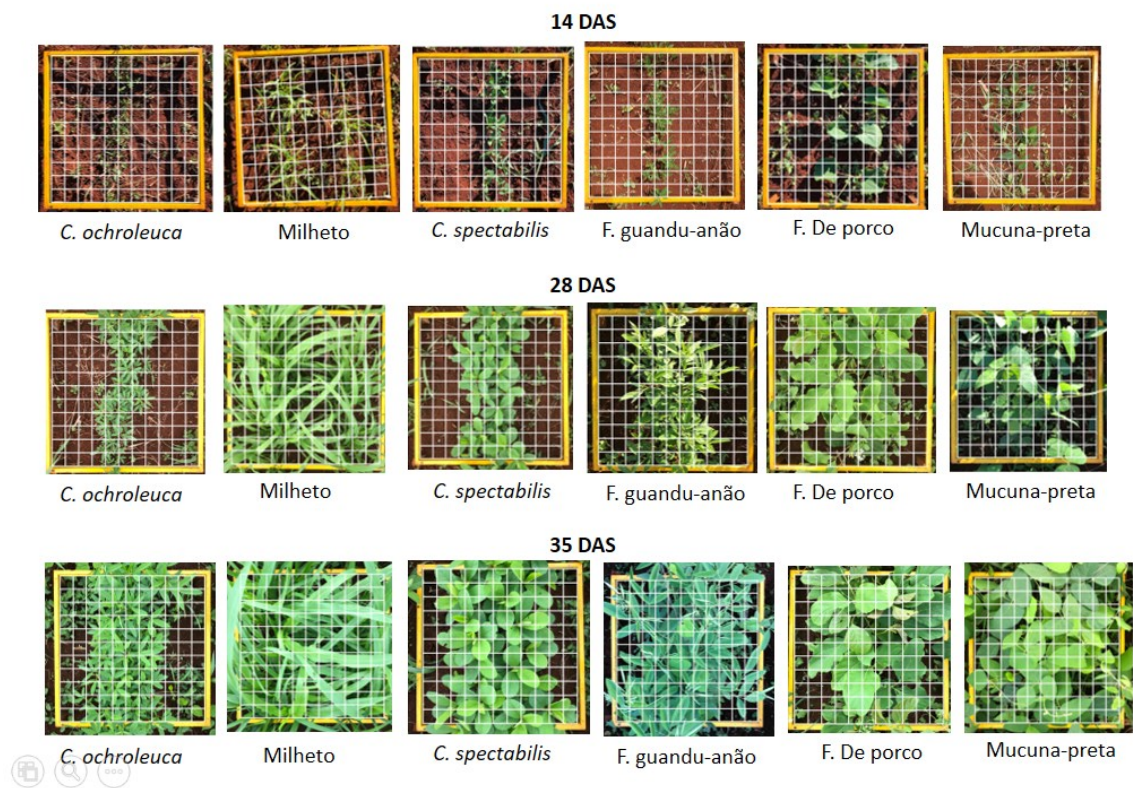 14 DAS
C. ochroleuca Milheto C. spectabilis F. guandu-anão F. De porco Mucuna-preta
28 DAS
C. ochroleuca Milheto C. spectabilis F. guandu-anão F. De porco Mucuna-preta
35 DAS
C. ochroleuca Milheto C. spectabilis F. guandu-anão F. De porco Mucuna-preta